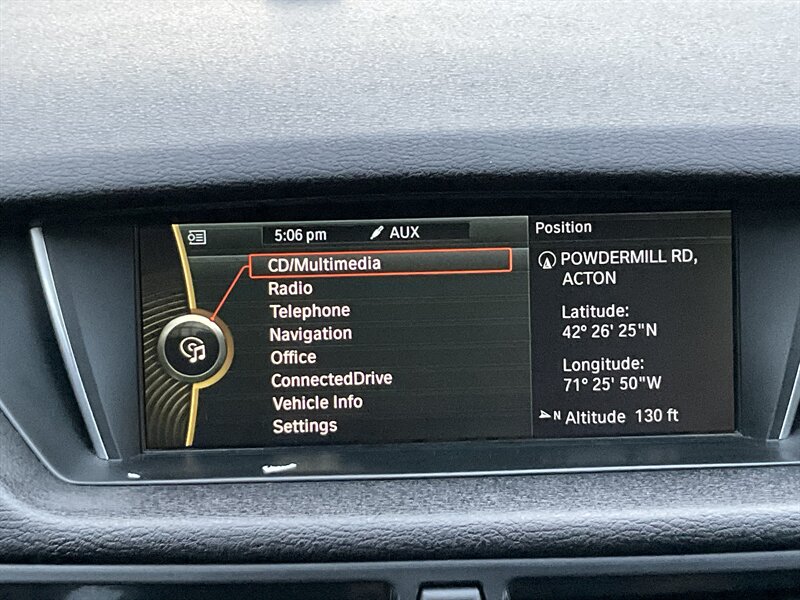 5:06 pm AUX
CD/Multimedia
Radio
Telephone
Navigation
Office
ConnectedDrive
Vehicle Info
Settings
Position
POWDERMILL RD,
ACTON
Latitude:
42° 26' 25"N
Longitude:
71° 25' 50"W
N Altitude 130 ft